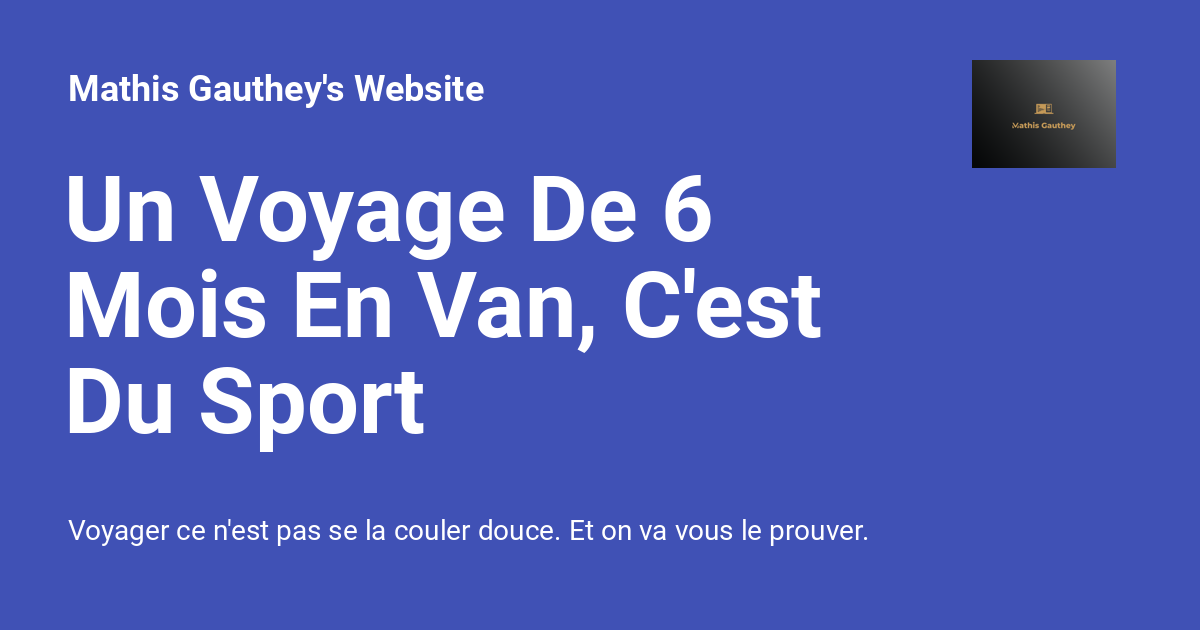 Mathis Gauthey's Website
Mathis Gauthey
Un Voyage De 6
Mois En Van, C'est
Du Sport
Voyager ce n'est pas se la couler douce. Et on va vous le prouver.